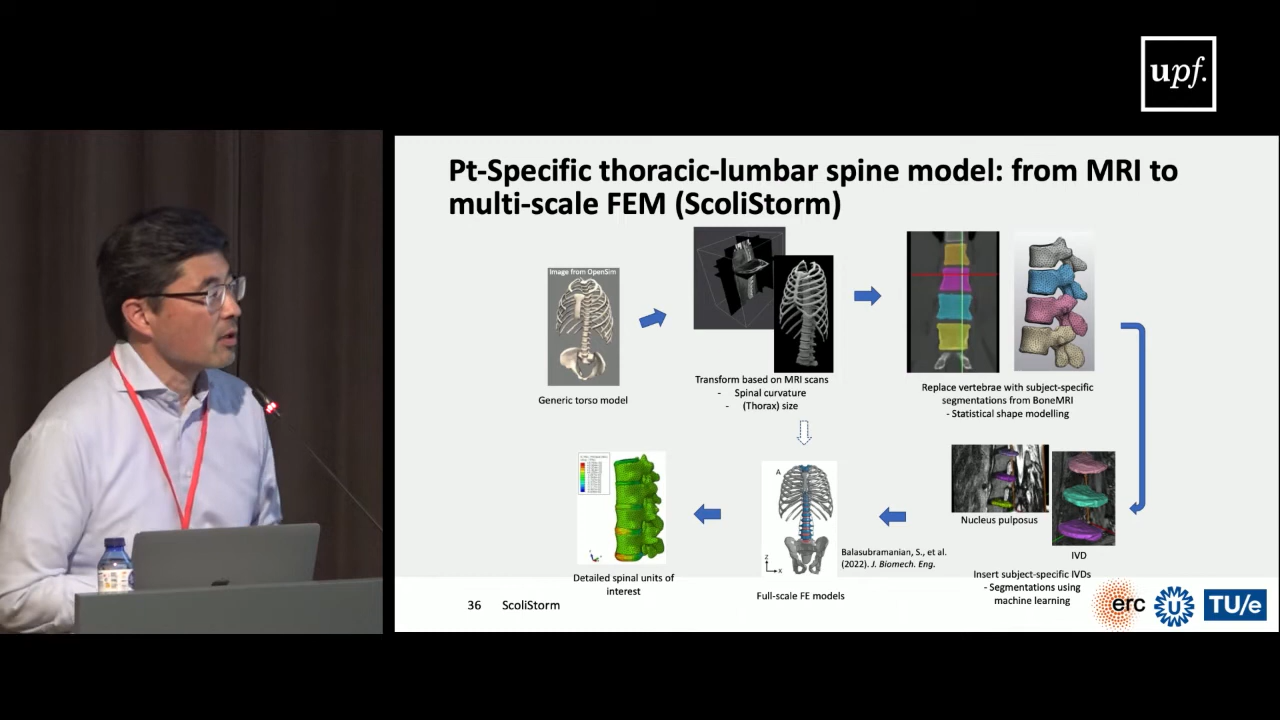 upf.
Pt-Specific thoracic-lumbar spine model: from MRI to
multi-scale FEM (ScoliStorm)
Image from OpenSim
Generic torso model
Transform based on MRI scans
- Spinal curvature
- (Thorax) size
Replace vertebrae with subject-specific
segmentations from BoneMRI
- Statistical shape modelling
Nucleus pulposus
IVD
Insert subject-specific IVDs
- Segmentations using
machine learning
A
Z
X
Balasubramanian, S., et al.
(2022). J. Biomech. Eng.
Full-scale FE models
Detailed spinal units of
interest
36 ScoliStorm
erc
U
TU/e